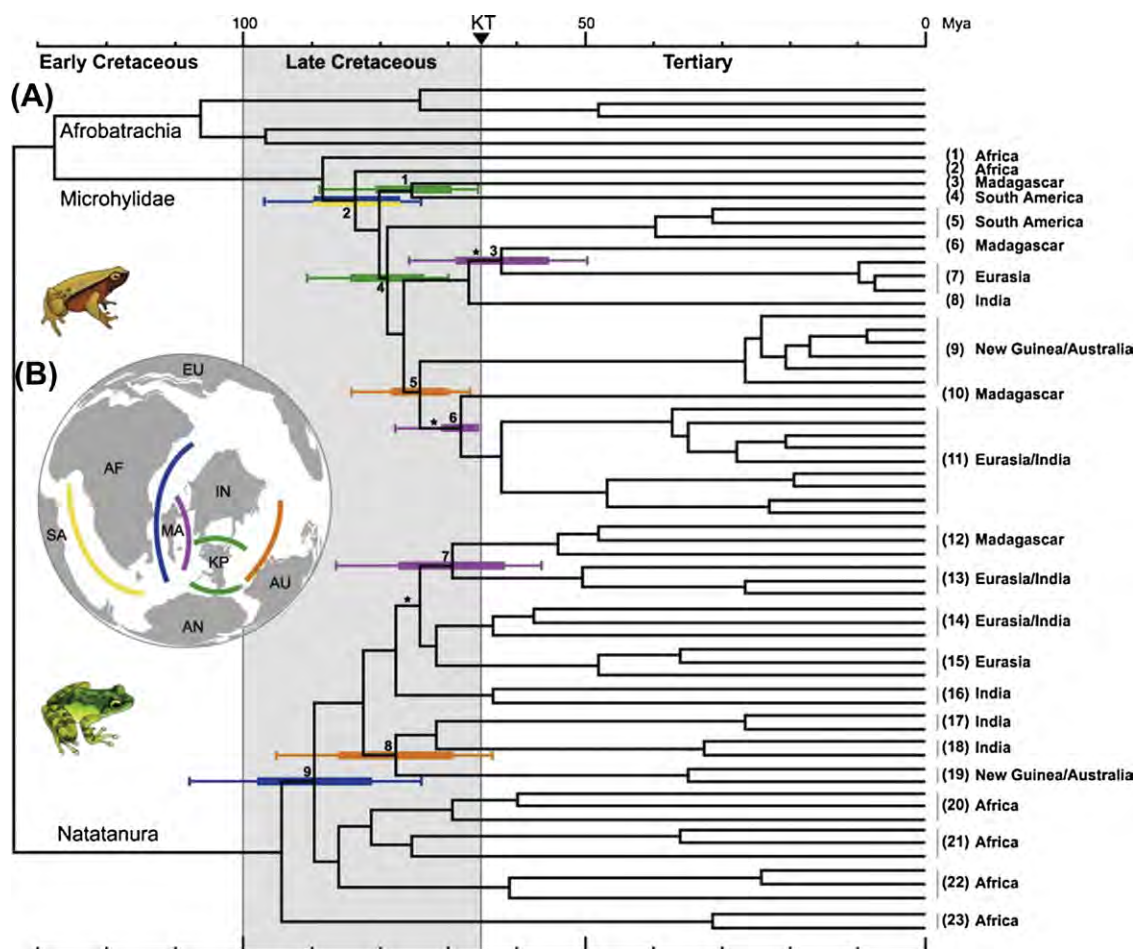 100 KT 50 0 Mya
Early Cretaceous Late Cretaceous Tertiary
(A)
Afrobatrachia
(1) Africa
(2) Africa
1
(3) Madagascar
Microhylidae
(4) South America
2
(5) South America
* 3
(6) Madagascar
(7) Eurasia
4
(8) India
(9) New Guinea/Australia
(B)
EU
5
(10) Madagascar
* 6
AF
(11) Eurasia/India
IN
MA
SA
(12) Madagascar
KP
7
AU
(13) Eurasia/India
*
(14) Eurasia/India
AN
(15) Eurasia
(16) India
(17) India
8
(18) India
9
(19) New Guinea/Australia
(20) Africa
Natatanura
(21) Africa
(22) Africa
(23) Africa